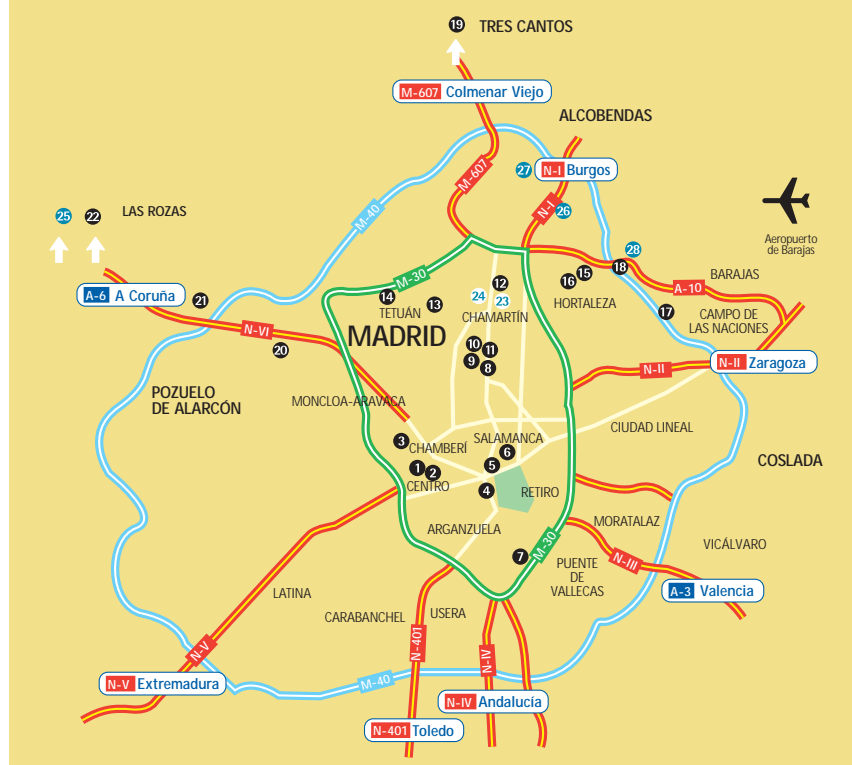 19 TRES CANTOS
M-607 Colmenar Viejo
ALCOBENDAS
M-607
27 N-I Burgos
N-I 26
25 22 LAS ROZAS
M-40
Aeropuerto
de Barajas
28
M-30
12
15
16
18
BARAJAS
A-6 A Coruña
21
14
24 23
HORTALEZA
A-10
13
TETUÁN
CHAMARTÍN
17
CAMPO DE
LAS NACIONES
N-VI
MADRID
20
10 11
9 8
N-II
N-II Zaragoza
POZUELO
DE ALARCÓN
MONCLOA-ARAVACA
CIUDAD LINEAL
3 CHAMBERÍ
SALAMANCA
6
5
COSLADA
1 2
CENTRO
4
RETIRO
ARGANZUELA
MORATALAZ
M-30
7
VICÁLVARO
PUENTE
DE
VALLECAS
N-III
A-3 Valencia
LATINA
CARABANCHEL
USERA
N-401
N-V
N-IV
M-40
N-V Extremadura
N-IV Andalucía
N-401 Toledo